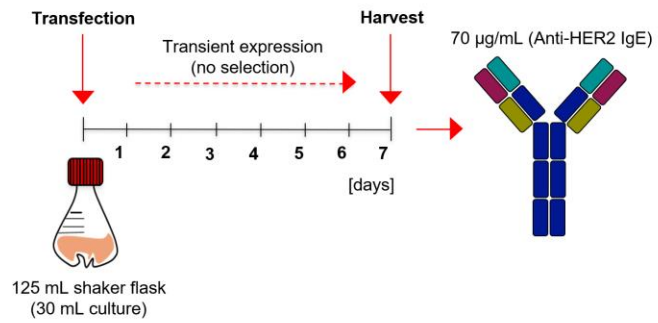 Transfection
Harvest
Transient expression
(no selection)
70 µg/mL (Anti-HER2 IgE)
1 2 3 4 5 6 7
[days]
125 mL shaker flask
(30 mL culture)